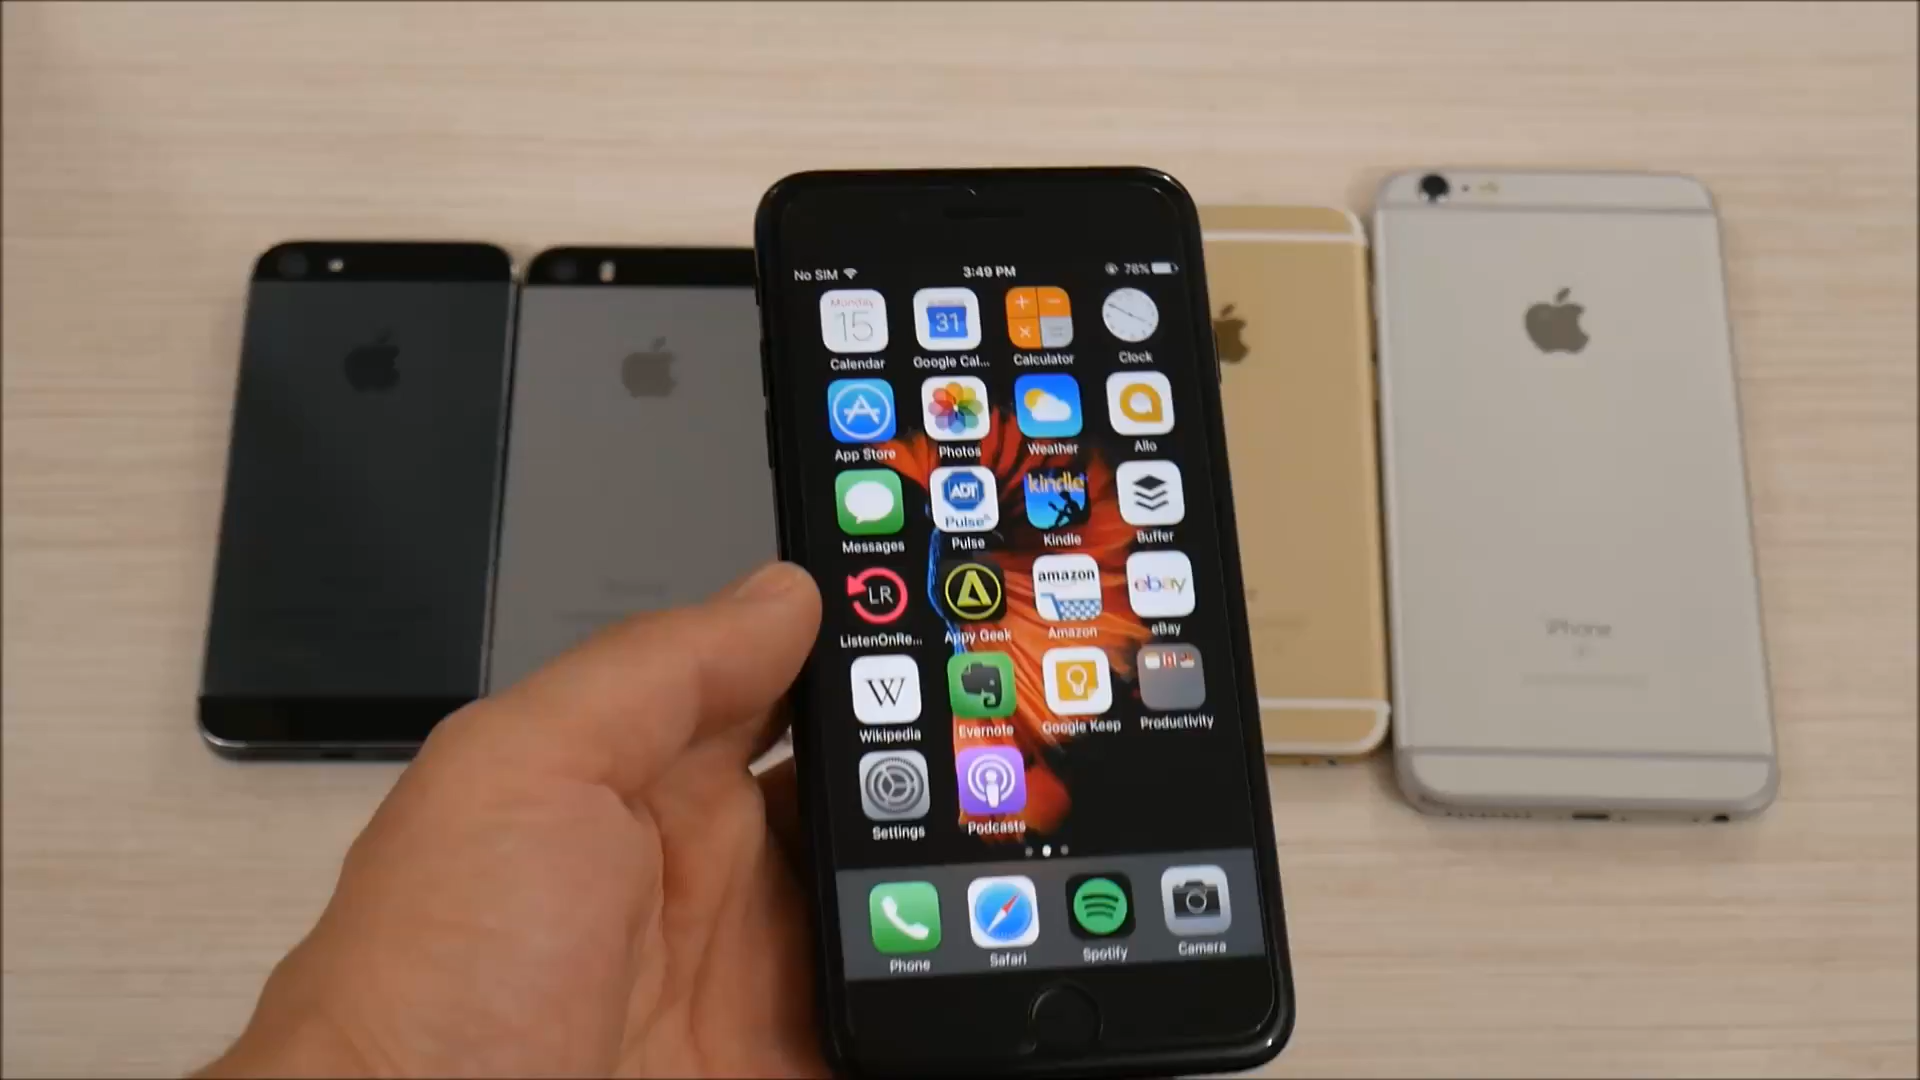 No SIM 3:49 PM 78%
Monday
15 31
Calendar Google Cal... Calculator Clock
App Store Photos Weather Allo
ADT kindle
Pulse
Messages Pulse Kindle Buffer
LR amazon ebay
ListenOnRe... Appy Geek Amazon eBay
W
Wikipedia Evernote Google Keep Productivity
Settings Podcasts
Phone Safari Spotify Camera
iPhone